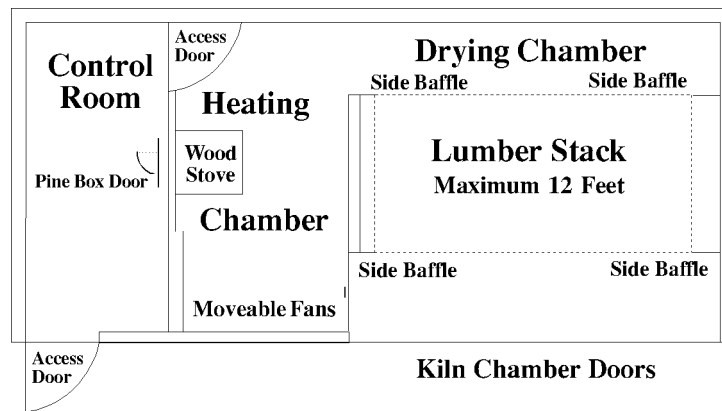 Access
Door
Drying Chamber
Control
Room
Side Baffle
Side Baffle
Heating
Wood
Stove
Lumber Stack
Maximum 12 Feet
Pine Box Door
Chamber
Side Baffle
Side Baffle
Moveable Fans
Access
Door
Kiln Chamber Doors